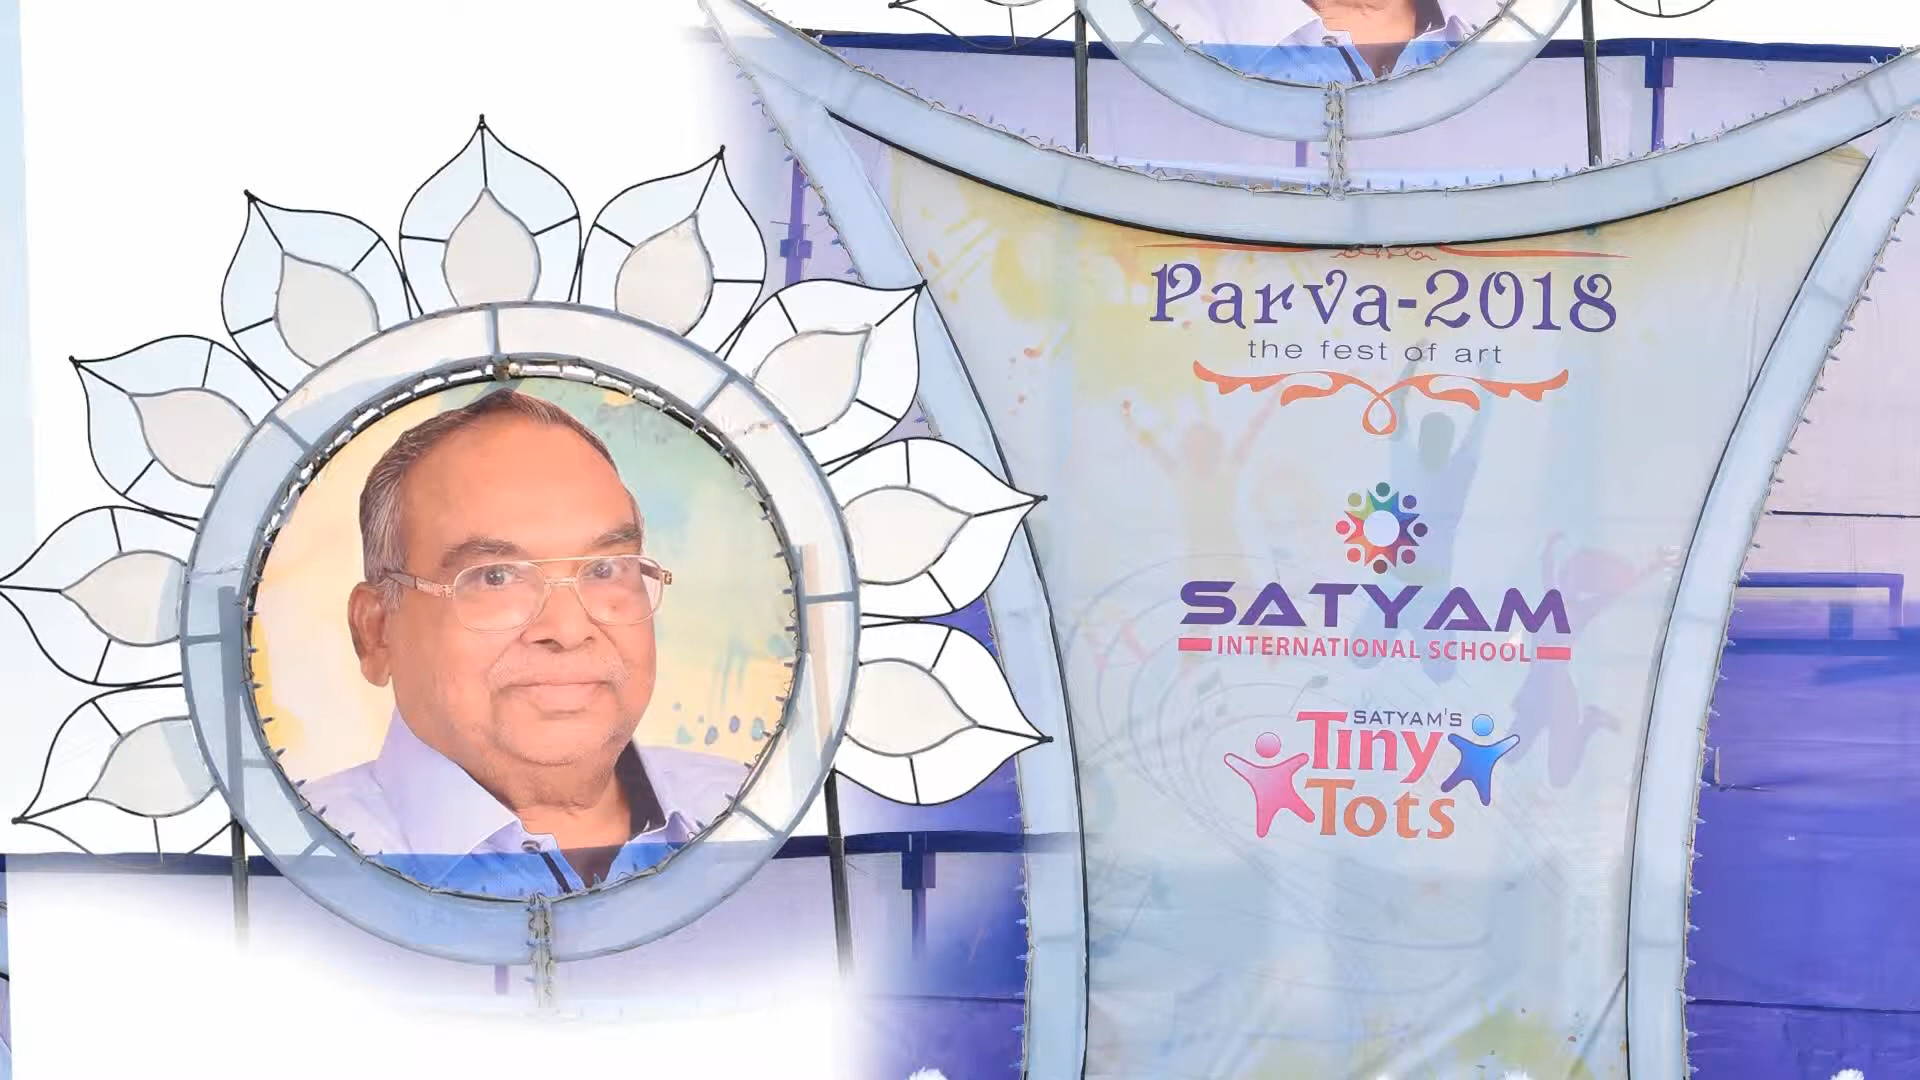 Parva-2018
the fest of art
SATYAM
INTERNATIONAL SCHOOL
SATYAM'S
Tiny
Tots